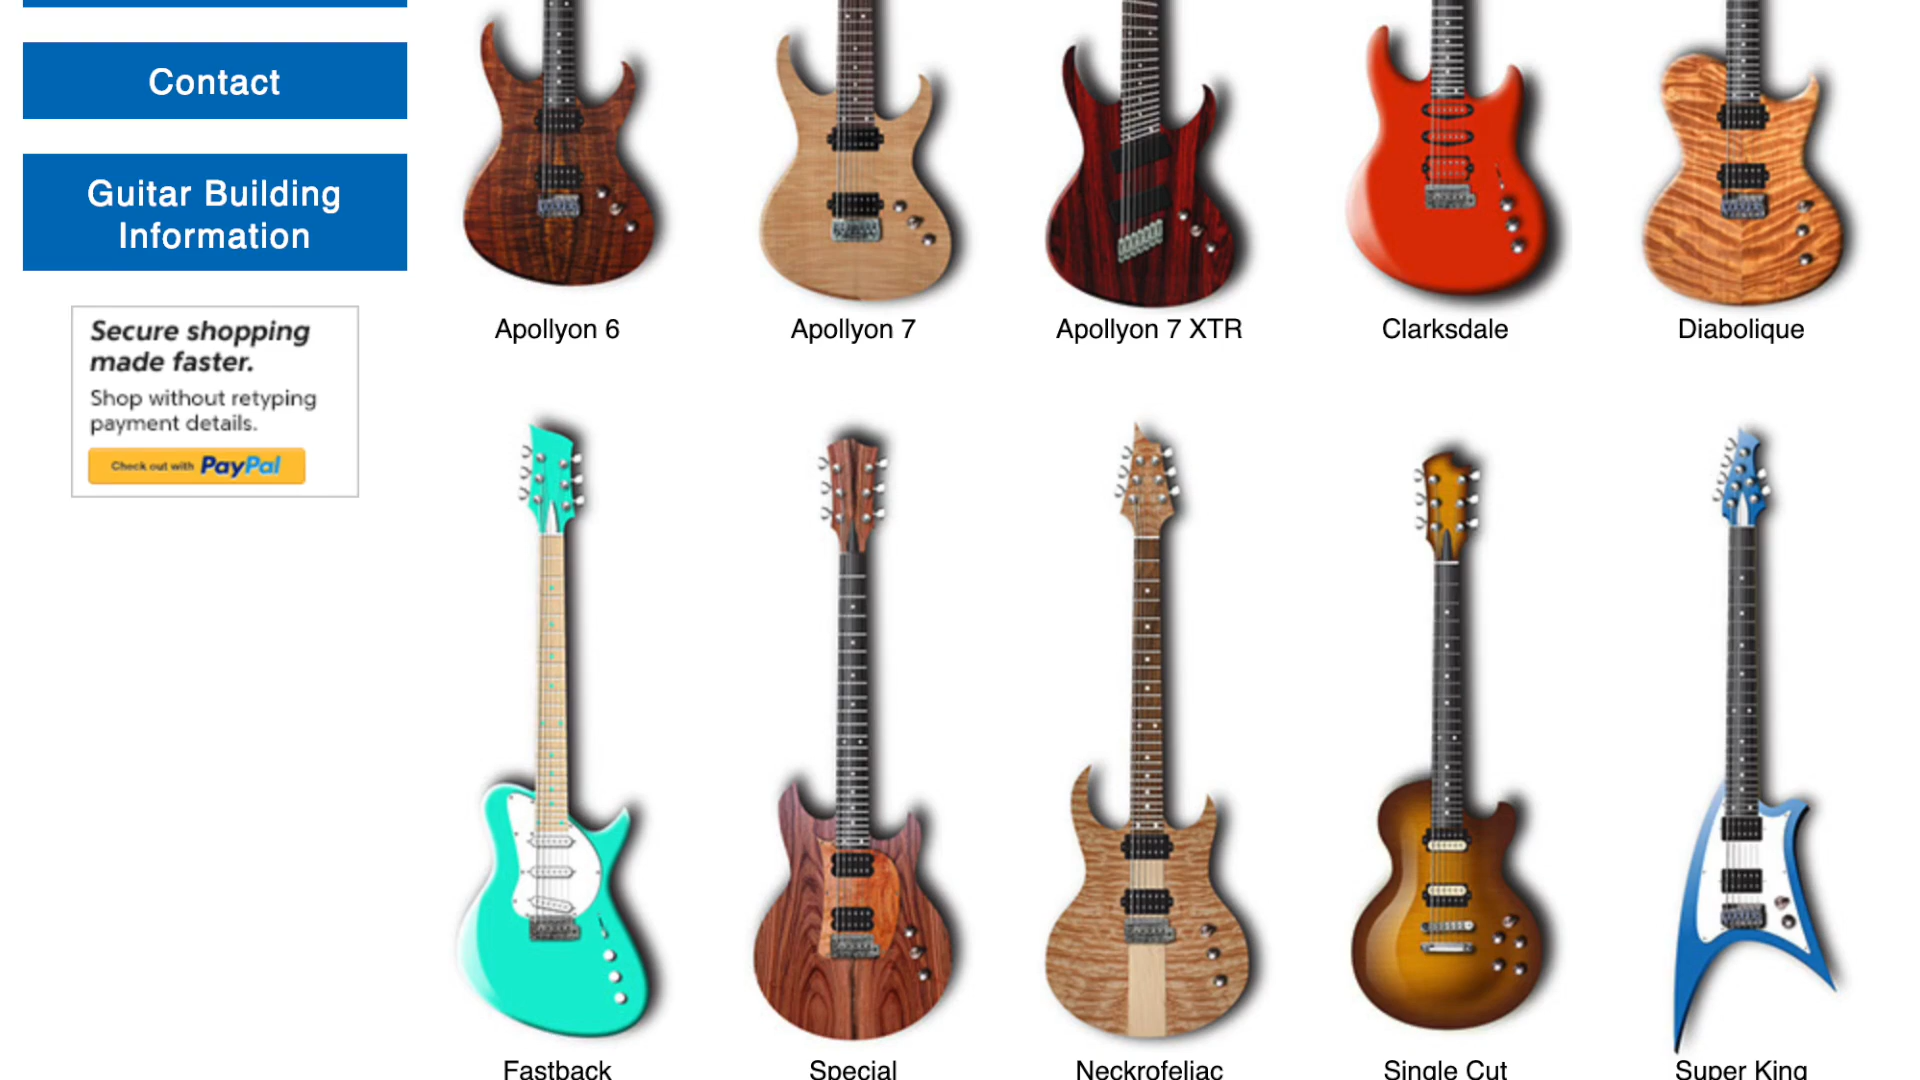 Contact
Guitar Building
Information
Secure shopping
made faster.
Shop without retyping
payment details.
Check out with PayPal
Apollyon 6
Apollyon 7
Apollyon 7 XTR
Clarksdale
Diabolique
Fastback
Special
Neckrofeliac
Single Cut
Super King